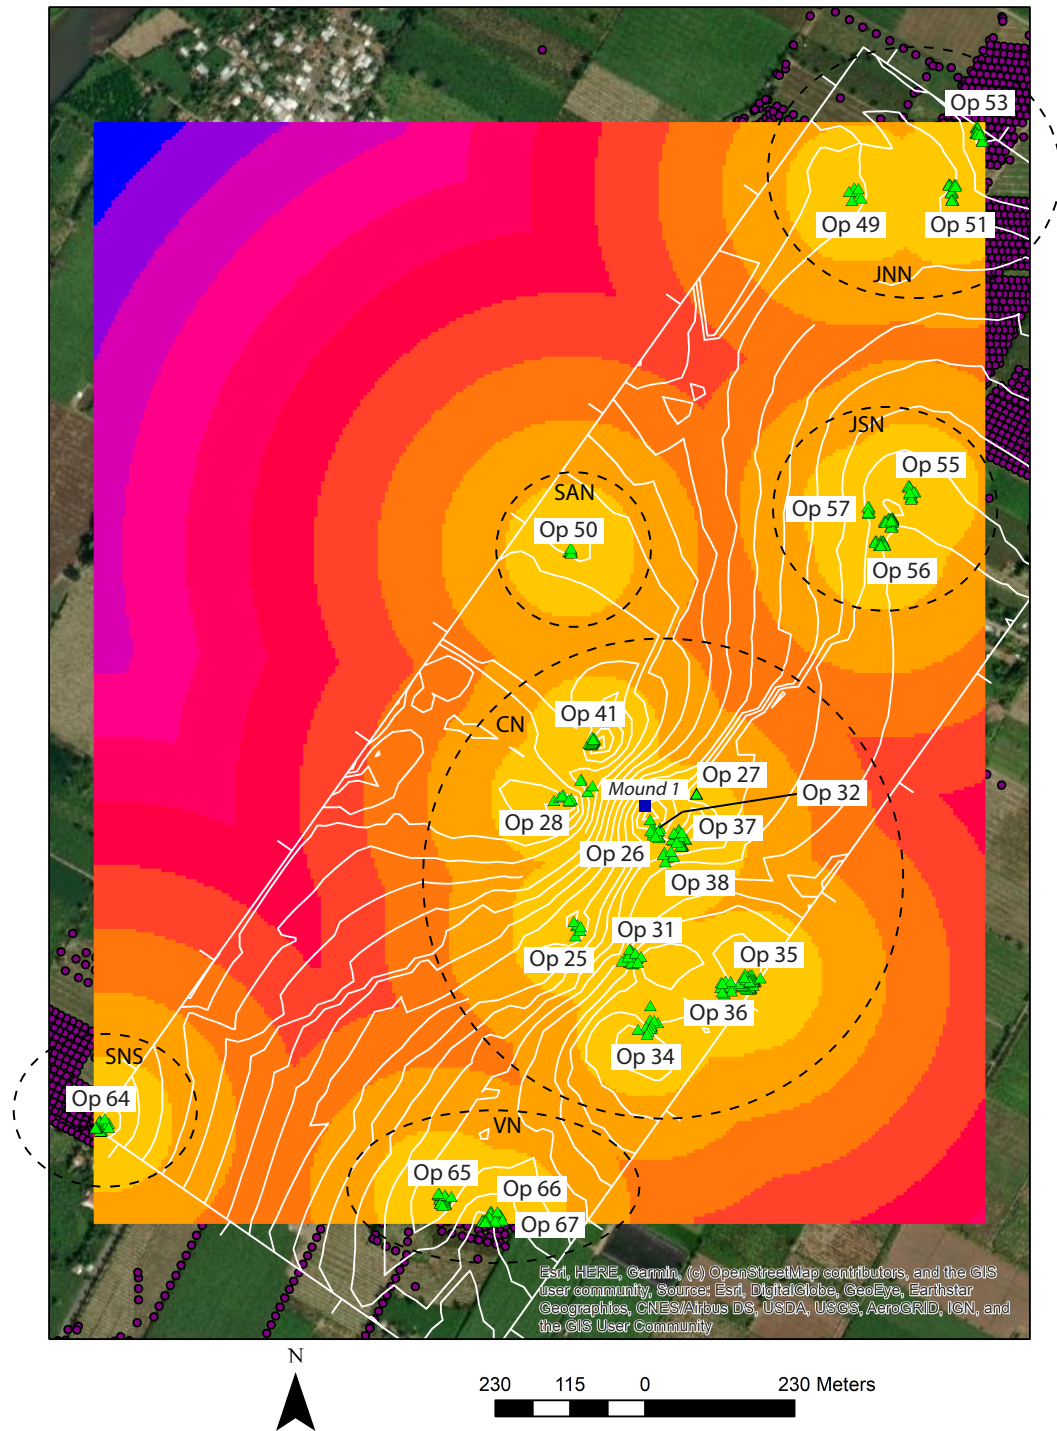 Op 53
Op 49
Op 51
JNN
JSN
Op 55
SAN
Op 57
Op 50
Op 56
Op 41
CN
Op 27
Mound 1
Op 32
Op 28
Op 37
Op 26
Op 38
Op 31
Op 25
Op 35
Op 36
Op 34
SNS
Op 64
VN
Op 65
Op 66
Op 67
Esri, HERE, Garmin, (c) OpenStreetMap contributors, and the GIS
user community, Source: Esri, DigitalGlobe, GeoEye, Earthstar
Geographics, CNES/Airbus DS, USDA, USGS, AeroGRID, IGN, and
the GIS User Community
N
230 115 0 230 Meters